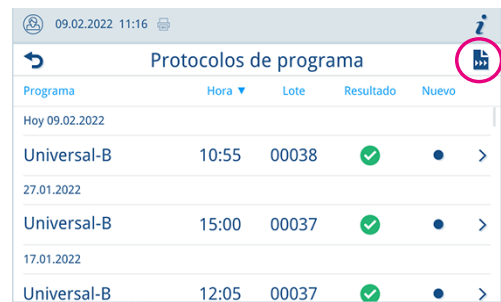 09.02.2022 11:16 i
Protocolos de programa
Programa Hora ▼ Lote Resultado Nuevo
Hoy 09.02.2022
Universal-B 10:55 00038
27.01.2022
Universal-B 15:00 00037
17.01.2022
Universal-B 12:05 00037